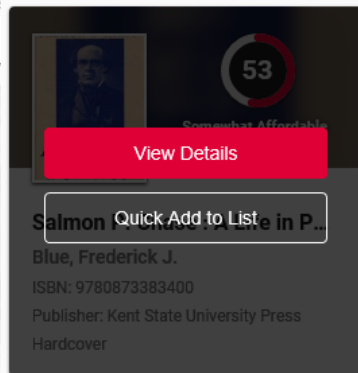 53
Somewhat Affordable
View Details
Quick Add to List
Salmon P. Chase : A Life in P...
Blue, Frederick J.
ISBN: 9780873383400
Publisher: Kent State University Press
Hardcover